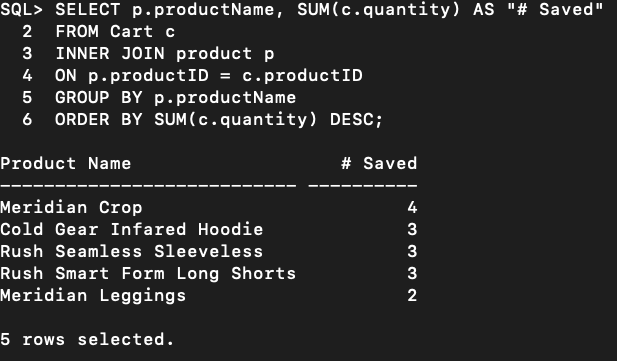 SQL> SELECT p.productName, SUM(c.quantity) AS "# Saved"
2 FROM Cart c
3 INNER JOIN product p
4 ON p.productID = c.productID
5 GROUP BY p.productName
6 ORDER BY SUM(c.quantity) DESC;
Product Name # Saved
--------------------------- ----------
Meridian Crop 4
Cold Gear Infared Hoodie 3
Rush Seamless Sleeveless 3
Rush Smart Form Long Shorts 3
Meridian Leggings 2
5 rows selected.